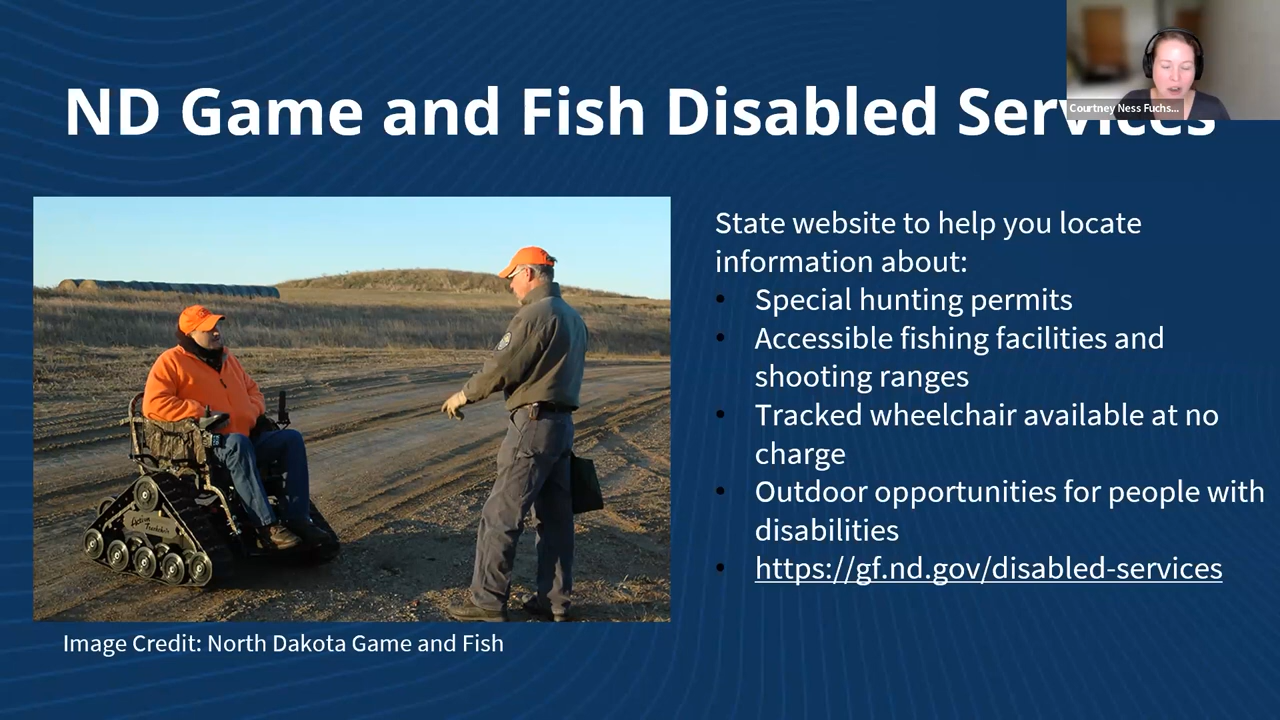 Courtney Ness Fuchs...
ND Game and Fish Disabled Services
State website to help you locate
information about:
• Special hunting permits
• Accessible fishing facilities and
shooting ranges
• Tracked wheelchair available at no
charge
• Outdoor opportunities for people with
disabilities
• https://gf.nd.gov/disabled-services
Image Credit: North Dakota Game and Fish